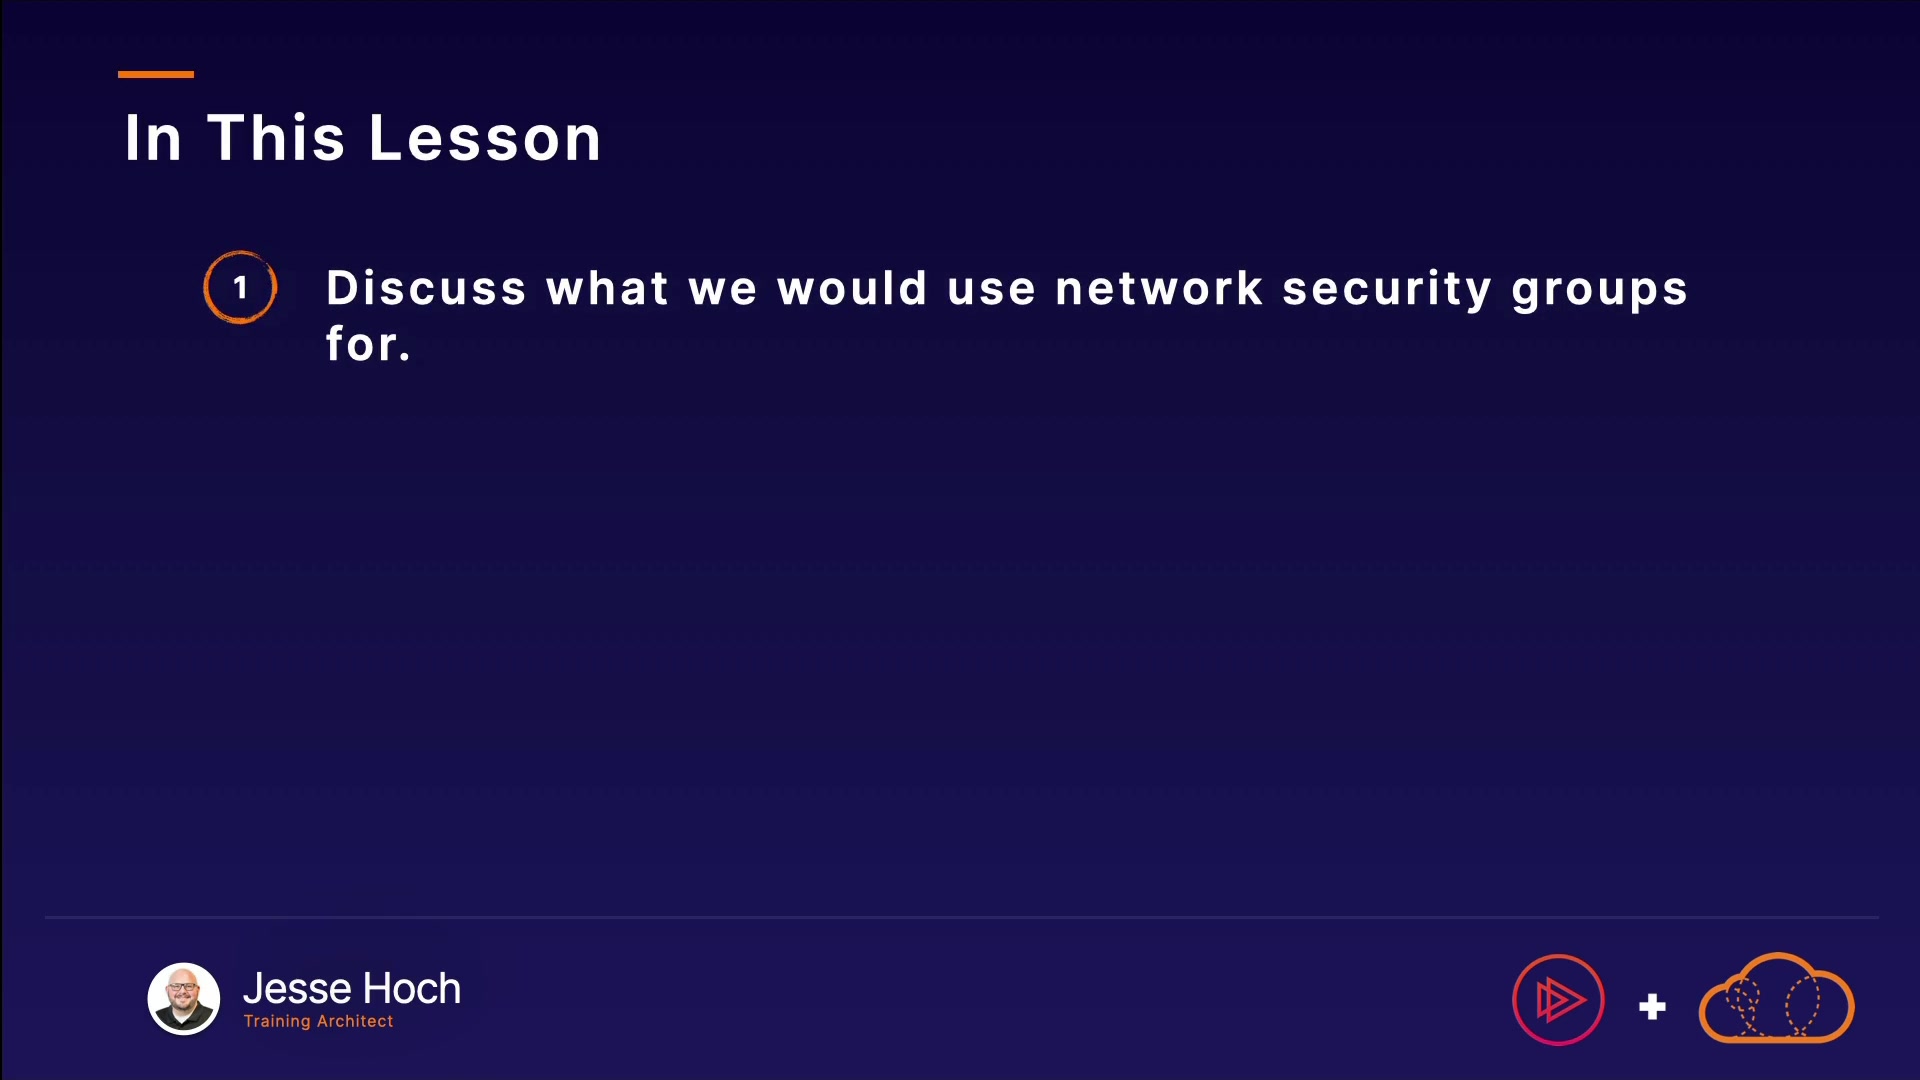 In This Lesson
1
Discuss what we would use network security groups
for.
Jesse Hoch
Training Architect